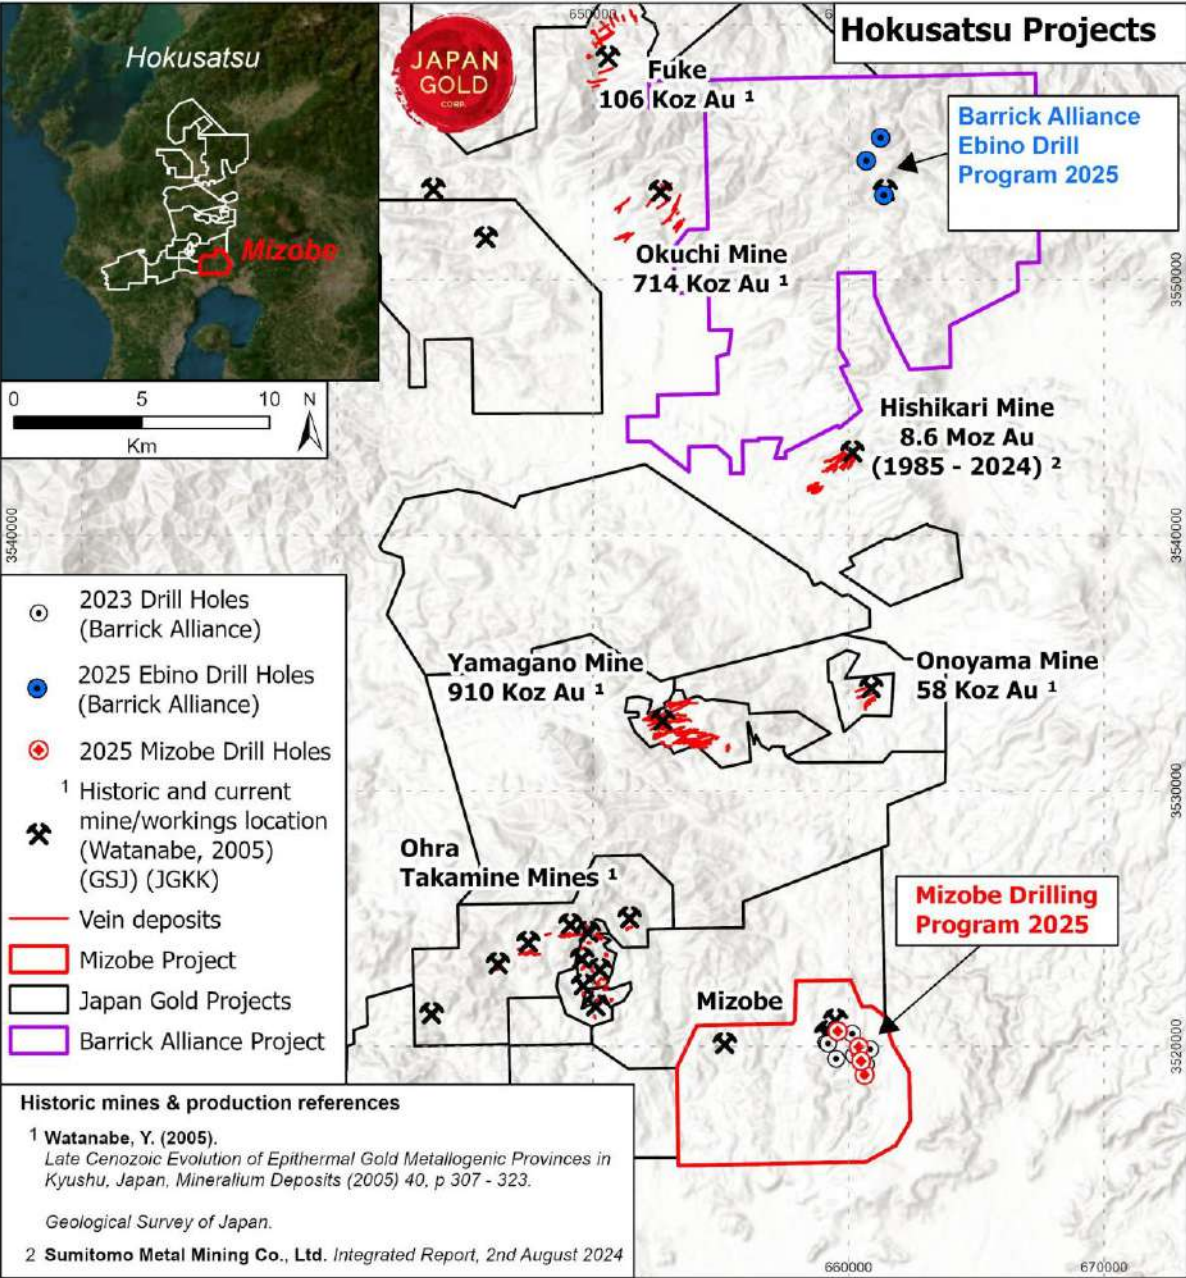 Hokusatsu Projects
Hokusatsu
Mizobe
JAPAN
GOLD
CORP.
650000
Fuke
106 Koz Au ¹
Barrick Alliance
Ebino Drill
Program 2025
Okuchi Mine
714 Koz Au ¹
3550000
0 5 10
Km
N
Hishikari Mine
8.6 Moz Au
(1985 - 2024) ²
3540000
3540000
Yamagano Mine
910 Koz Au ¹
Onoyama Mine
58 Koz Au ¹
3530000
Ohra
Takamine Mines ¹
Mizobe Drilling
Program 2025
Mizobe
3520000
2023 Drill Holes
(Barrick Alliance)
2025 Ebino Drill Holes
(Barrick Alliance)
2025 Mizobe Drill Holes
¹ Historic and current
mine/workings location
(Watanabe, 2005)
(GSJ) (JGKK)
Vein deposits
Mizobe Project
Japan Gold Projects
Barrick Alliance Project
Historic mines & production references
1 Watanabe, Y. (2005).
Late Cenozoic Evolution of Epithermal Gold Metallogenic Provinces in
Kyushu, Japan, Mineralium Deposits (2005) 40, p 307 - 323.
Geological Survey of Japan.
2 Sumitomo Metal Mining Co., Ltd. Integrated Report, 2nd August 2024
660000
670000